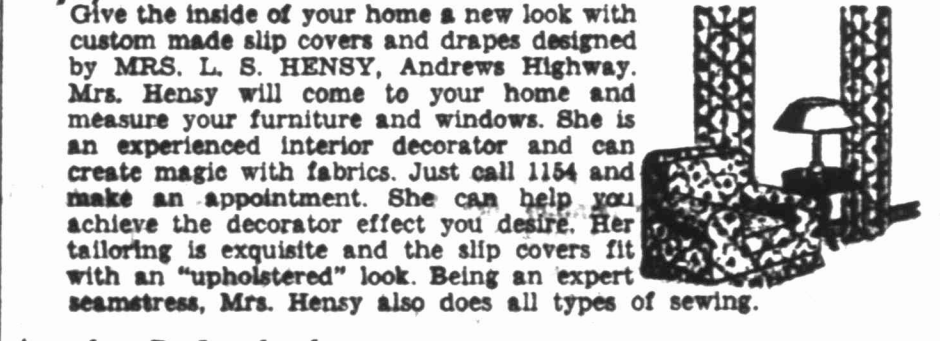 Give the inside of your home a new look with
custom made slip covers and drapes designed
by MRS. L. S. HENSY, Andrews Highway.
Mrs. Hensy will come to your home and
measure your furniture and windows. She is
an experienced interior decorator and can
create magic with fabrics. Just call 1154 and
make an appointment. She can help you
achieve the decorator effect you desire. Her
tailoring is exquisite and the slip covers fit
with an "upholstered" look. Being an expert
seamstress, Mrs. Hensy also does all types of sewing.